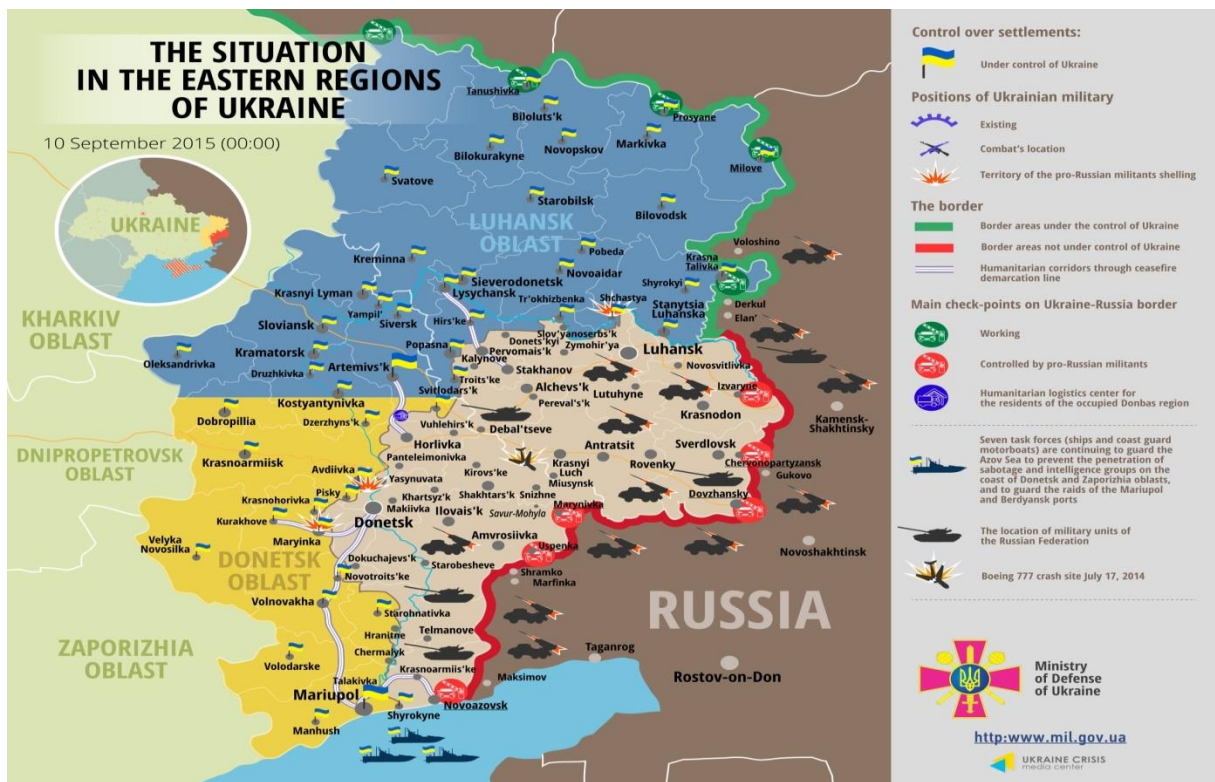 THE SITUATION
IN THE EASTERN REGIONS
OF UKRAINE
10 September 2015 (00:00)
UKRAINE
KHARKIV
OBLAST
DNIPROPETROVSK
OBLAST
ZAPORIZHIA
OBLAST
LUHANSK
OBLAST
DONETSK
OBLAST
RUSSIA
Tanushivka
Biloluts'k
Prosyane
Bilokurakyne
Novopskov
Markivka
Milove
Svatove
Starobilsk
Bilovodsk
Voloshino
Pobeda
Kreminna
Novoaidar
Krasna
Talivka
Sieverodonetsk
Lysychansk
Shyrokyi
Krasnyi Lyman
Tr'okhizbenka
Shchastya
Stanytsia
Luhanska
Derkul
Elan'
Yampil'
Siversk
Hirs'ke
Sloviansk
Slov'yanoserbs'k
Donets'kyi
Zymohir'ya
Popasna
Pervomais'k
Luhansk
Oleksandrivka
Kramatorsk
Kalynove
Novosvitlivka
Druzhkivka
Artemivs'k
Troits'ke
Stakhanov
Izvaryne
Svitlodars'k
Alchevs'k
Lutuhyne
Pereval's'k
Krasnodon
Kamensk-
Shakhtinsky
Kostyantynivka
Dobropillia
Dzerzhyns'k
Vuhlehirs'k
Debal'tseve
Horlivka
Antratsit
Sverdlovsk
Krasnoarmiisk
Panteleimonivka
Avdiivka
Yasynuvata
Kirovs'ke
Krasnyi
Luch
Miusynsk
Rovenky
Chervonopartyzansk
Gukovo
Pisky
Krasnohorivka
Khartsyz'k
Makiivka
Shakhtars'k
Snizhne
Savur-Mohyla
Marynivka
Dovzhansky
Kurakhove
Donetsk
Ilovais'k
Maryinka
Amvrosiivka
Uspenka
Novoshakhtinsk
Velyka
Novosilka
Dokuchajevs'k
Starobesheve
Shramko
Marfinka
Novotroits'ke
Volnovakha
Starohnativka
Hranitne
Telmanove
Volodarske
Chermalyk
Taganrog
Krasnoarmiis'ke
Maksimov
Rostov-on-Don
Talakivka
Mariupol
Novoazovsk
Shyrokyne
Manhush
Control over settlements:
Under control of Ukraine
Positions of Ukrainian military
Existing
Combat's location
Territory of the pro-Russian militants shelling
The border
Border areas under the control of Ukraine
Border areas not under control of Ukraine
Humanitarian corridors through ceasefire
demarcation line
Main check-points on Ukraine-Russia border
Working
Controlled by pro-Russian militants
Humanitarian logistics center for
the residents of the occupied Donbas region
Seven task forces (ships and coast guard
motorboats) are continuing to guard the
Azov Sea to prevent the penetration of
sabotage and intelligence groups on the
coast of Donetsk and Zaporizhia oblasts,
and to guard the raids of the Mariupol
and Berdyansk ports
The location of military units of
the Russian Federation
Boeing 777 crash site July 17, 2014
Ministry
of Defense
of Ukraine
http:www.mil.gov.ua
UKRAINE CRISIS
media center